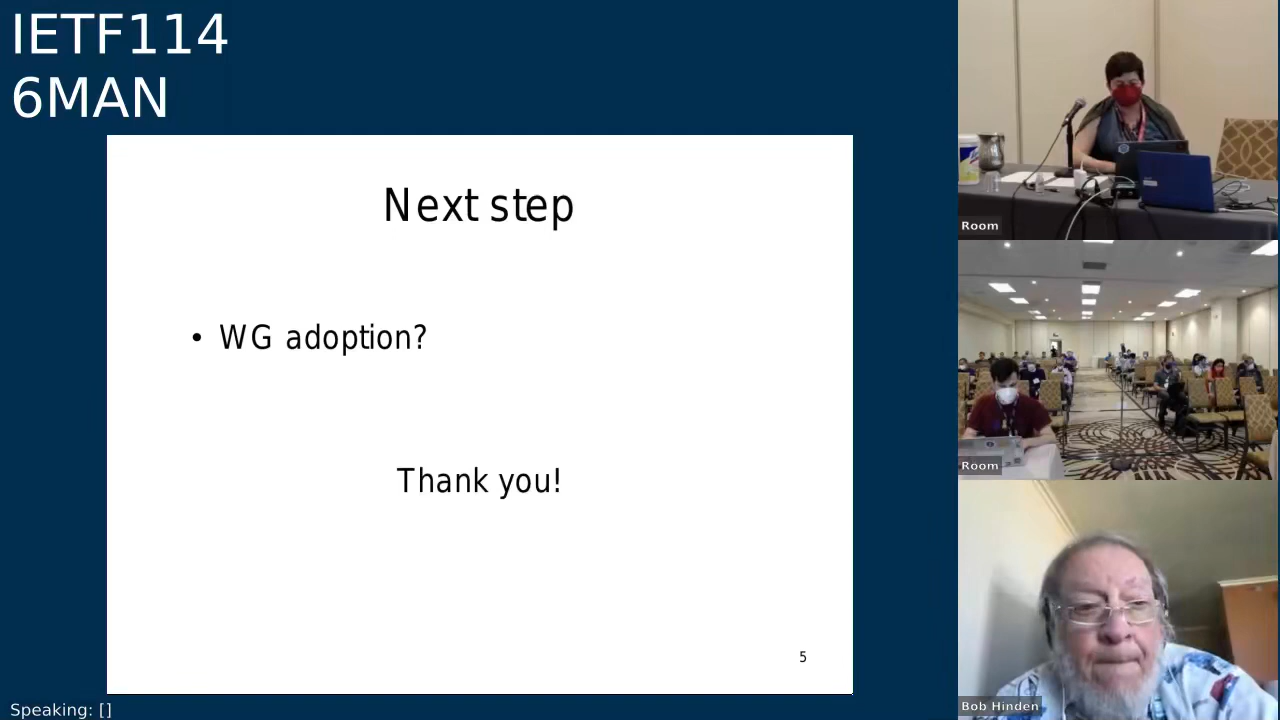 IETF114
6MAN
Next step
• WG adoption?
Thank you!
5
Speaking: []
Room
Room
Bob Hinden